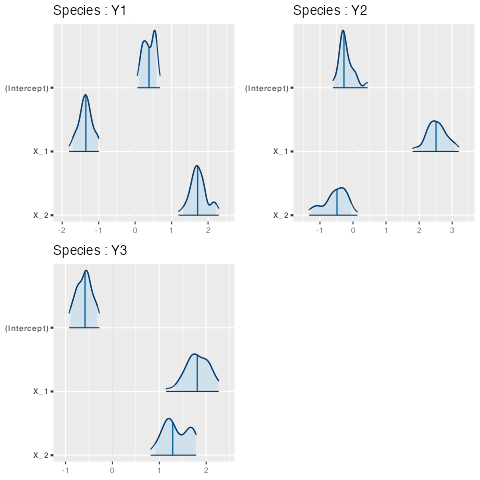 Species : Y1
(Intercept)
X_1
X_2
-2 -1 0 1 2
Species : Y2
(Intercept)
X_1
X_2
-1 0 1 2 3
Species : Y3
(Intercept)
X_1
X_2
-1 0 1 2